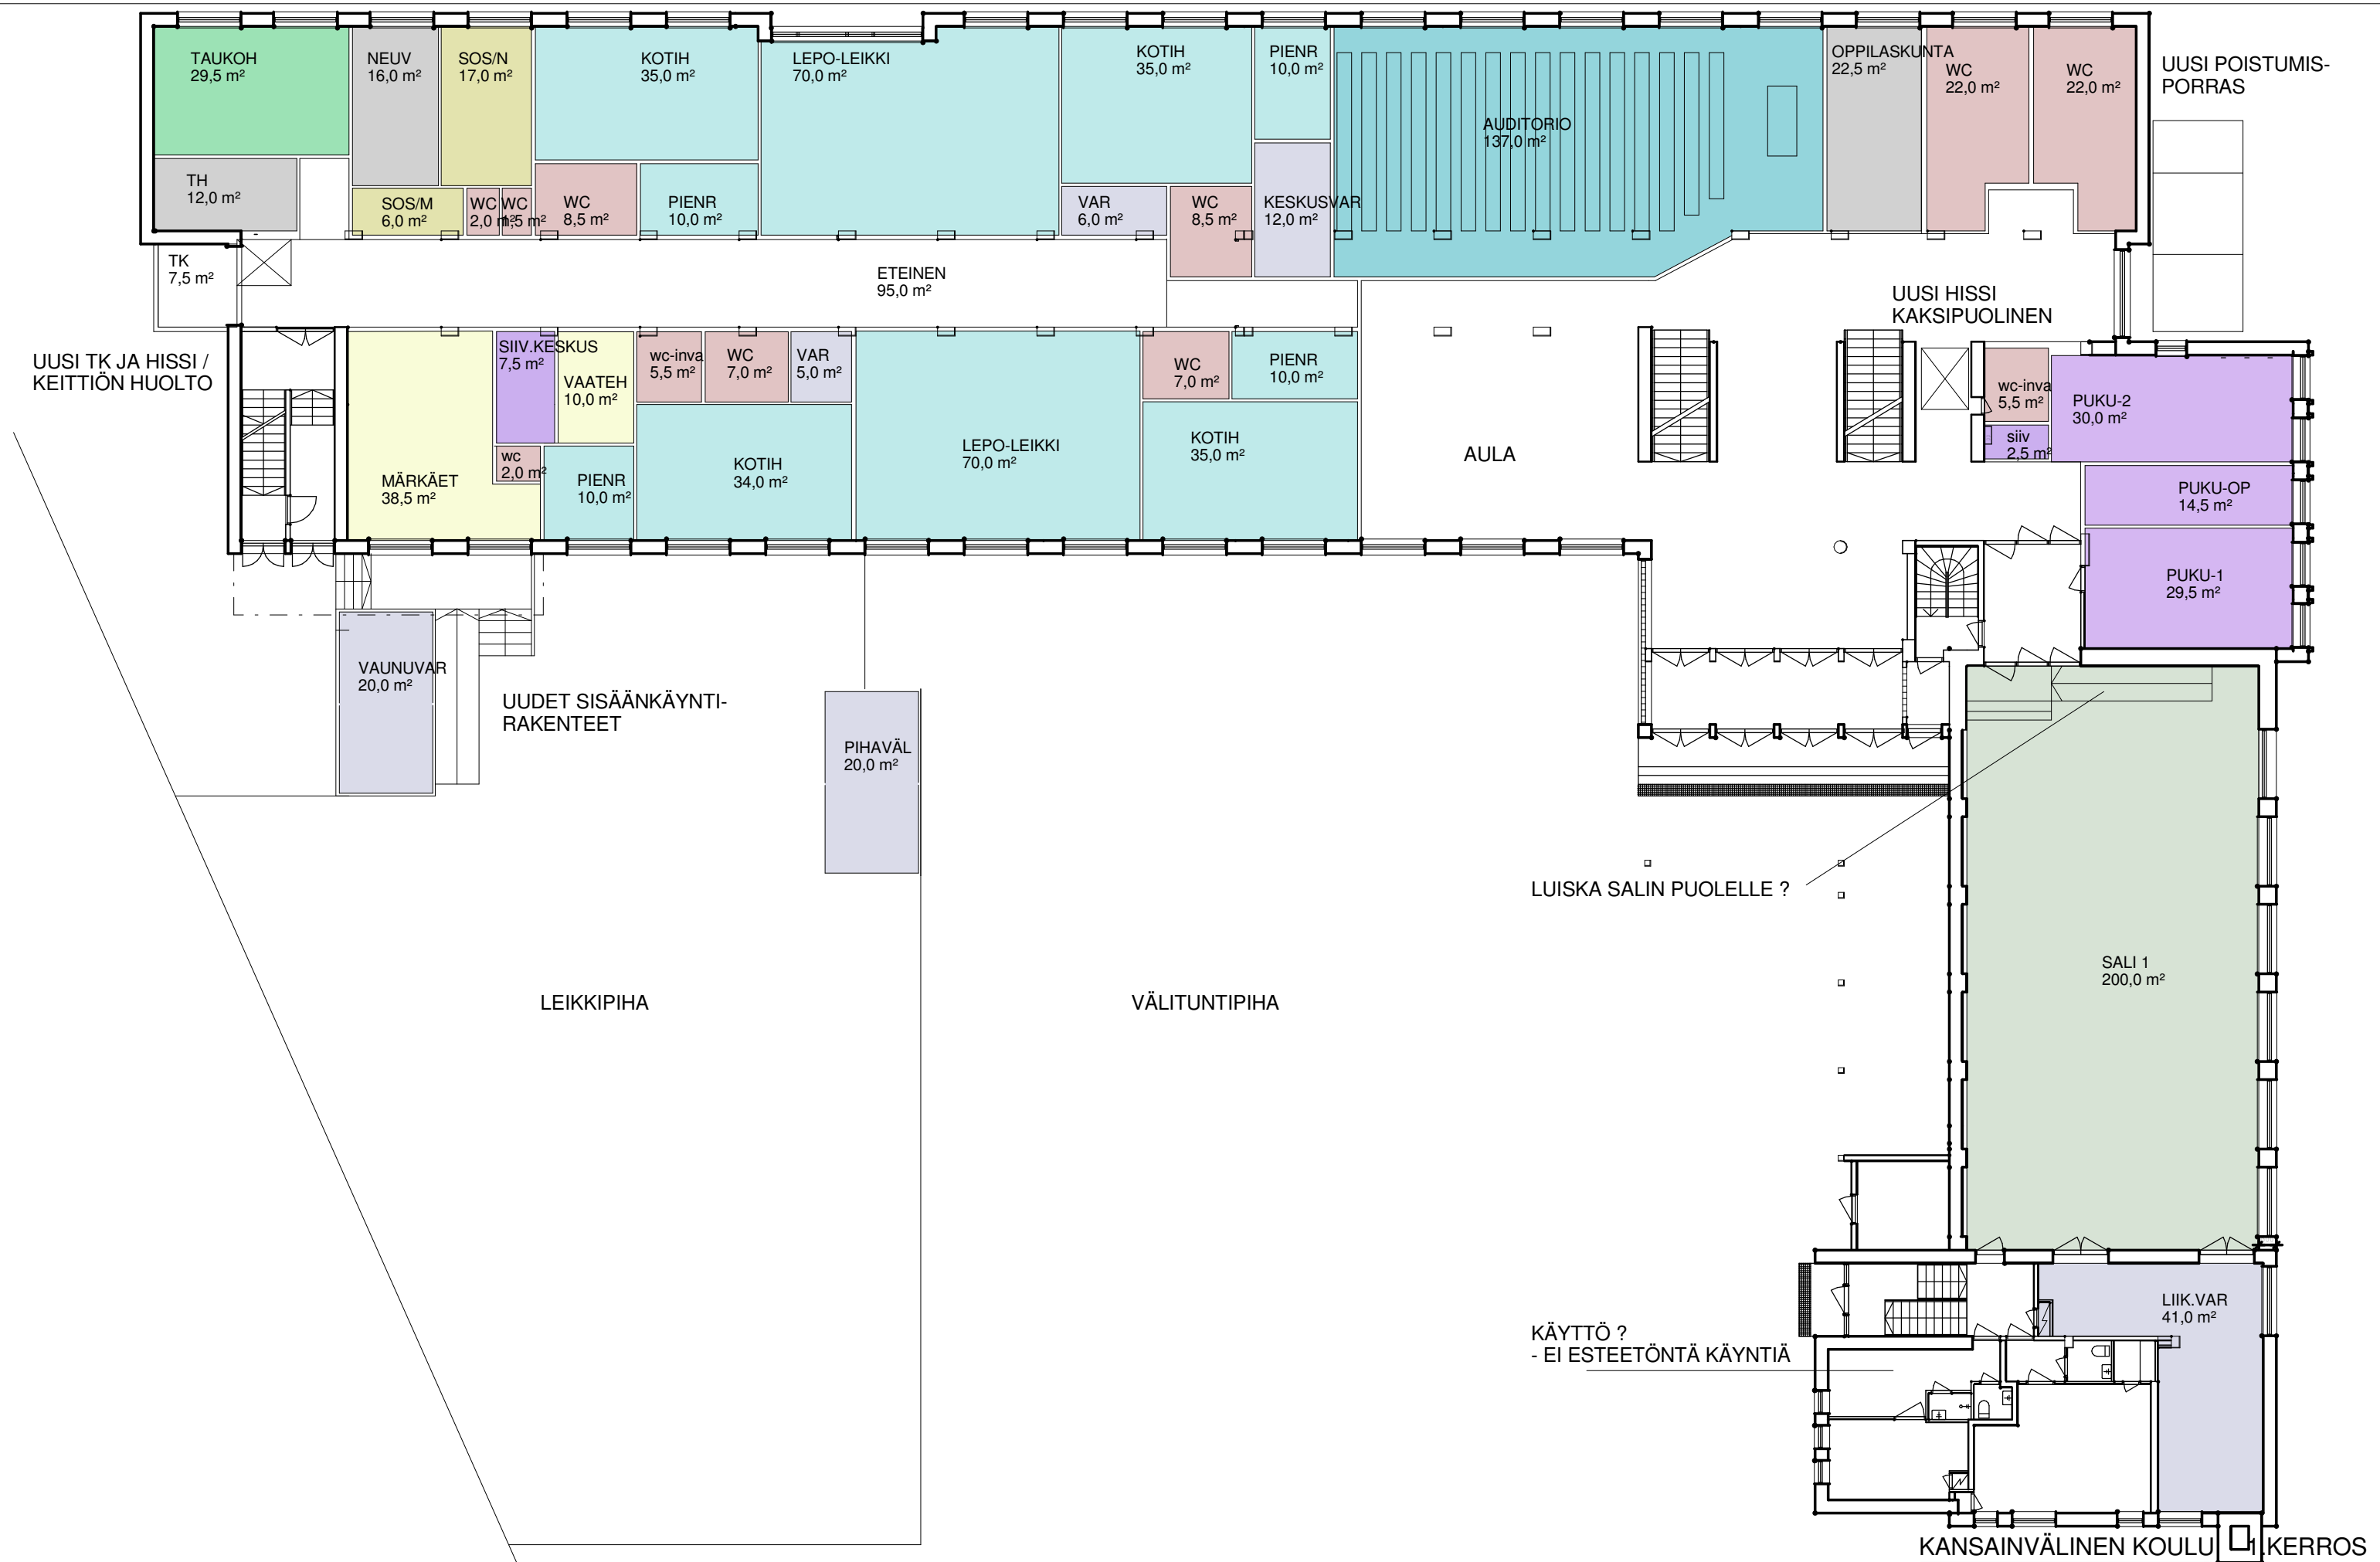 TAUKOH
29,5 m²
NEUV
16,0 m²
SOS/N
17,0 m²
KOTIH
35,0 m²
LEPO-LEIKKI
70,0 m²
KOTIH
35,0 m²
PIENR
10,0 m²
AUDITORIO
137,0 m²
OPPILASKUNTA
22,5 m²
WC
22,0 m²
WC
22,0 m²
UUSI POISTUMIS-
PORRAS
TH
12,0 m²
SOS/M
6,0 m²
WC
2,0 m²
WC
1,5 m²
WC
8,5 m²
PIENR
10,0 m²
VAR
6,0 m²
WC
8,5 m²
KESKUSVAR
12,0 m²
TK
7,5 m²
ETEINEN
95,0 m²
UUSI HISSI
KAKSIPUOLINEN
UUSI TK JA HISSI /
KEITTIÖN HUOLTO
SIIV.KESKUS
7,5 m²
VAATEH
10,0 m²
wc-inva
5,5 m²
WC
7,0 m²
VAR
5,0 m²
WC
7,0 m²
PIENR
10,0 m²
wc-inva
5,5 m²
PUKU-2
30,0 m²
siiv
2,5 m²
MÄRKÄET
38,5 m²
wc
2,0 m²
PIENR
10,0 m²
KOTIH
34,0 m²
LEPO-LEIKKI
70,0 m²
KOTIH
35,0 m²
AULA
PUKU-OP
14,5 m²
PUKU-1
29,5 m²
VAUNUVAR
20,0 m²
UUDET SISÄÄNKÄYNTI-
RAKENTEET
PIHAVÄL
20,0 m²
LUISKA SALIN PUOLELLE ?
SALI 1
200,0 m²
LEIKKIPIHA
VÄLITUNTIPIHA
LIIK.VAR
41,0 m²
KÄYTTÖ ?
- EI ESTEETÖNTÄ KÄYNTIÄ
KANSAINVÄLINEN KOULU 1.KERROS